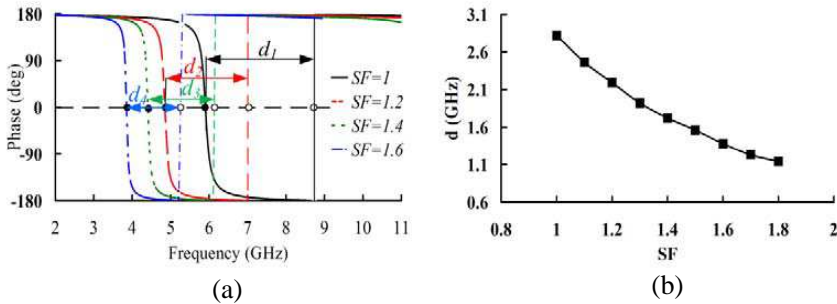 180
90
0
-90
-180
Phase (deg)
d1
d2
d3
d4
SF=1
SF=1.2
SF=1.4
SF=1.6
2 3 4 5 6 7 8 9 10 11
Frequency (GHz)
(a)
3.6
3.1
2.6
2.1
1.6
1.1
0.6
d (GHz)
0.8 1 1.2 1.4 1.6 1.8 2
SF
(b)